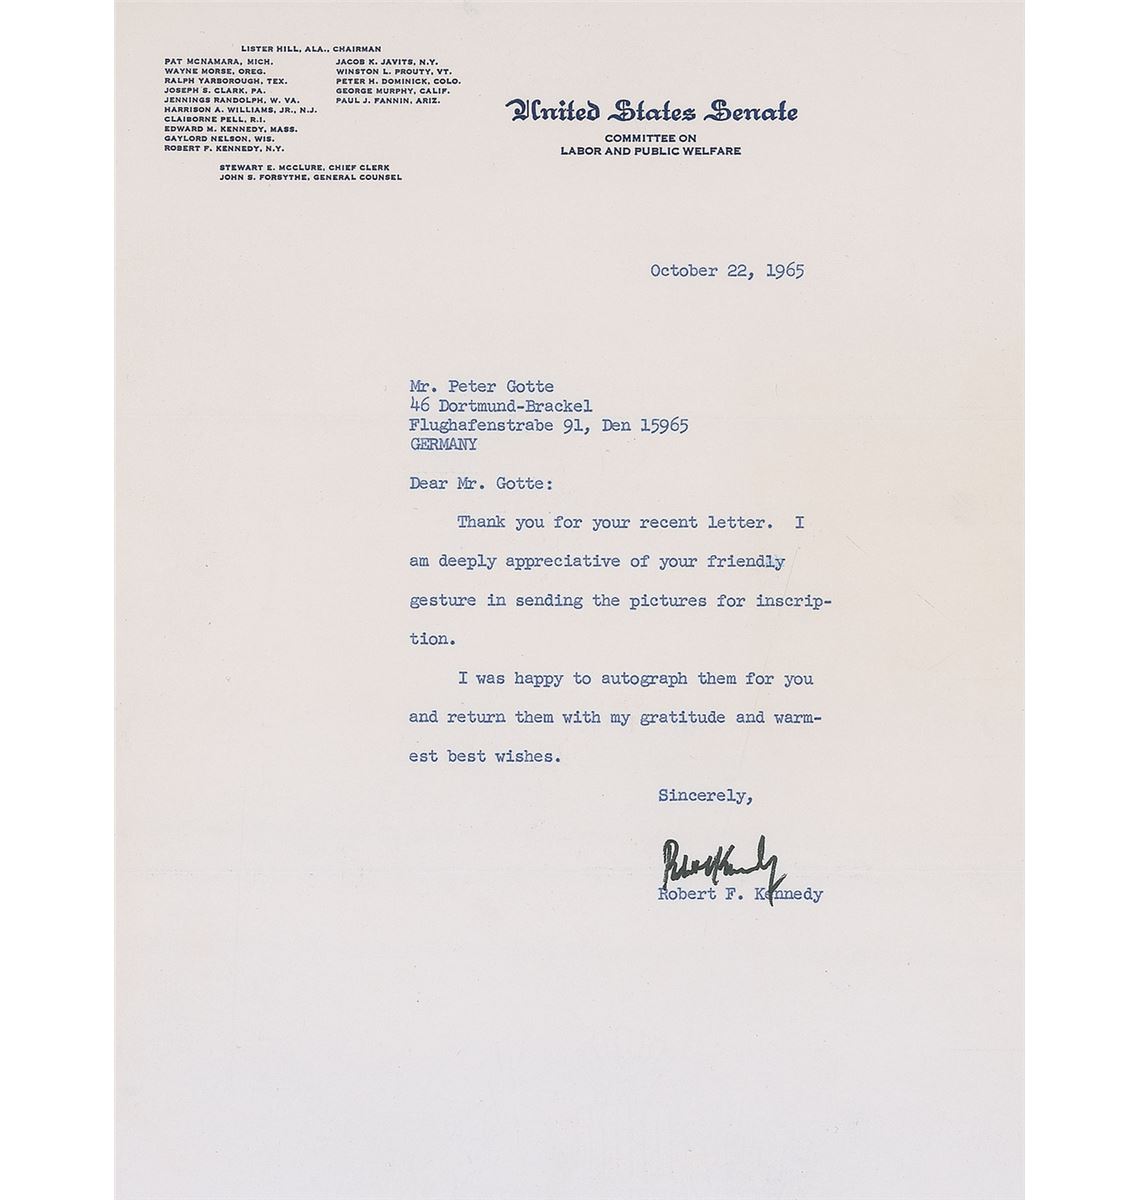 LISTER HILL, ALA., CHAIRMAN
PAT MCNAMARA, MICH.
WAYNE MORSE, OREG.
RALPH YARBOROUGH, TEX.
JOSEPH S. CLARK, PA.
JENNINGS RANDOLPH, W. VA.
HARRISON A. WILLIAMS, JR., N.J.
CLAIBORNE PELL, R.I.
EDWARD M. KENNEDY, MASS.
GAYLORD NELSON, WIS.
ROBERT F. KENNEDY, N.Y.
JACOB K. JAVITS, N.Y.
WINSTON L. PROUTY, VT.
PETER H. DOMINICK, COLO.
GEORGE MURPHY, CALIF.
PAUL J. FANNIN, ARIZ.
STEWART E. MCCLURE, CHIEF CLERK
JOHN S. FORSYTHE, GENERAL COUNSEL
United States Senate
COMMITTEE ON
LABOR AND PUBLIC WELFARE
October 22, 1965
Mr. Peter Gotte
46 Dortmund-Brackel
Flughafenstrabe 91, Den 15965
GERMANY
Dear Mr. Gotte:
Thank you for your recent letter. I
am deeply appreciative of your friendly
gesture in sending the pictures for inscrip-
tion.
I was happy to autograph them for you
and return them with my gratitude and warm-
est best wishes.
Sincerely,
Robert Kennedy
Robert F. Kennedy